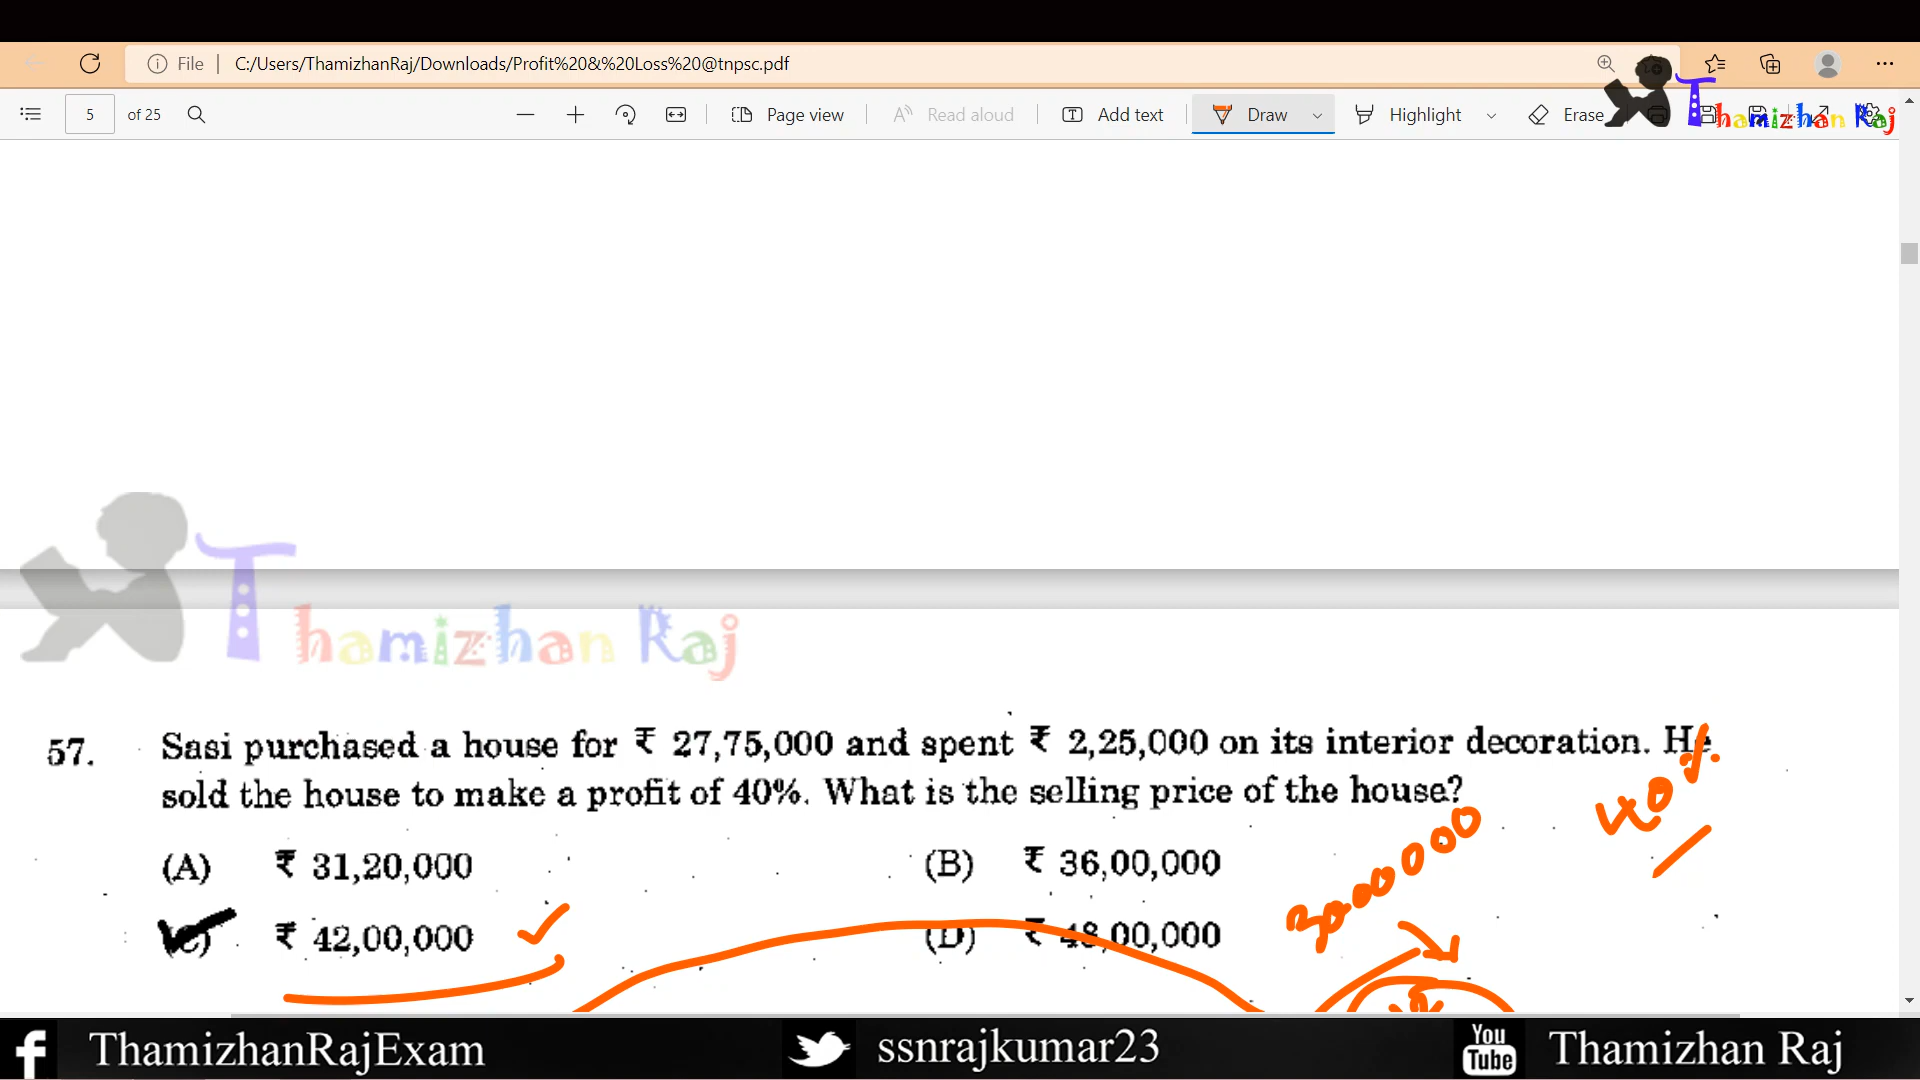 File C:/Users/ThamizhanRaj/Downloads/Profit%20&%20Loss%20@tnpsc.pdf
5 of 25 Page view Read aloud Add text Draw Highlight Erase
Thamizhan Raj
Thamizhan Raj
57. Sasi purchased a house for ₹ 27,75,000 and spent ₹ 2,25,000 on its interior decoration. He
sold the house to make a profit of 40%. What is the selling price of the house?
40%
3000000
(A) ₹ 31,20,000 (B) ₹ 36,00,000
(C) ₹ 42,00,000 (D) ₹ 48,00,000
f ThamizhanRajExam ssnrajkumar23 You Tube Thamizhan Raj